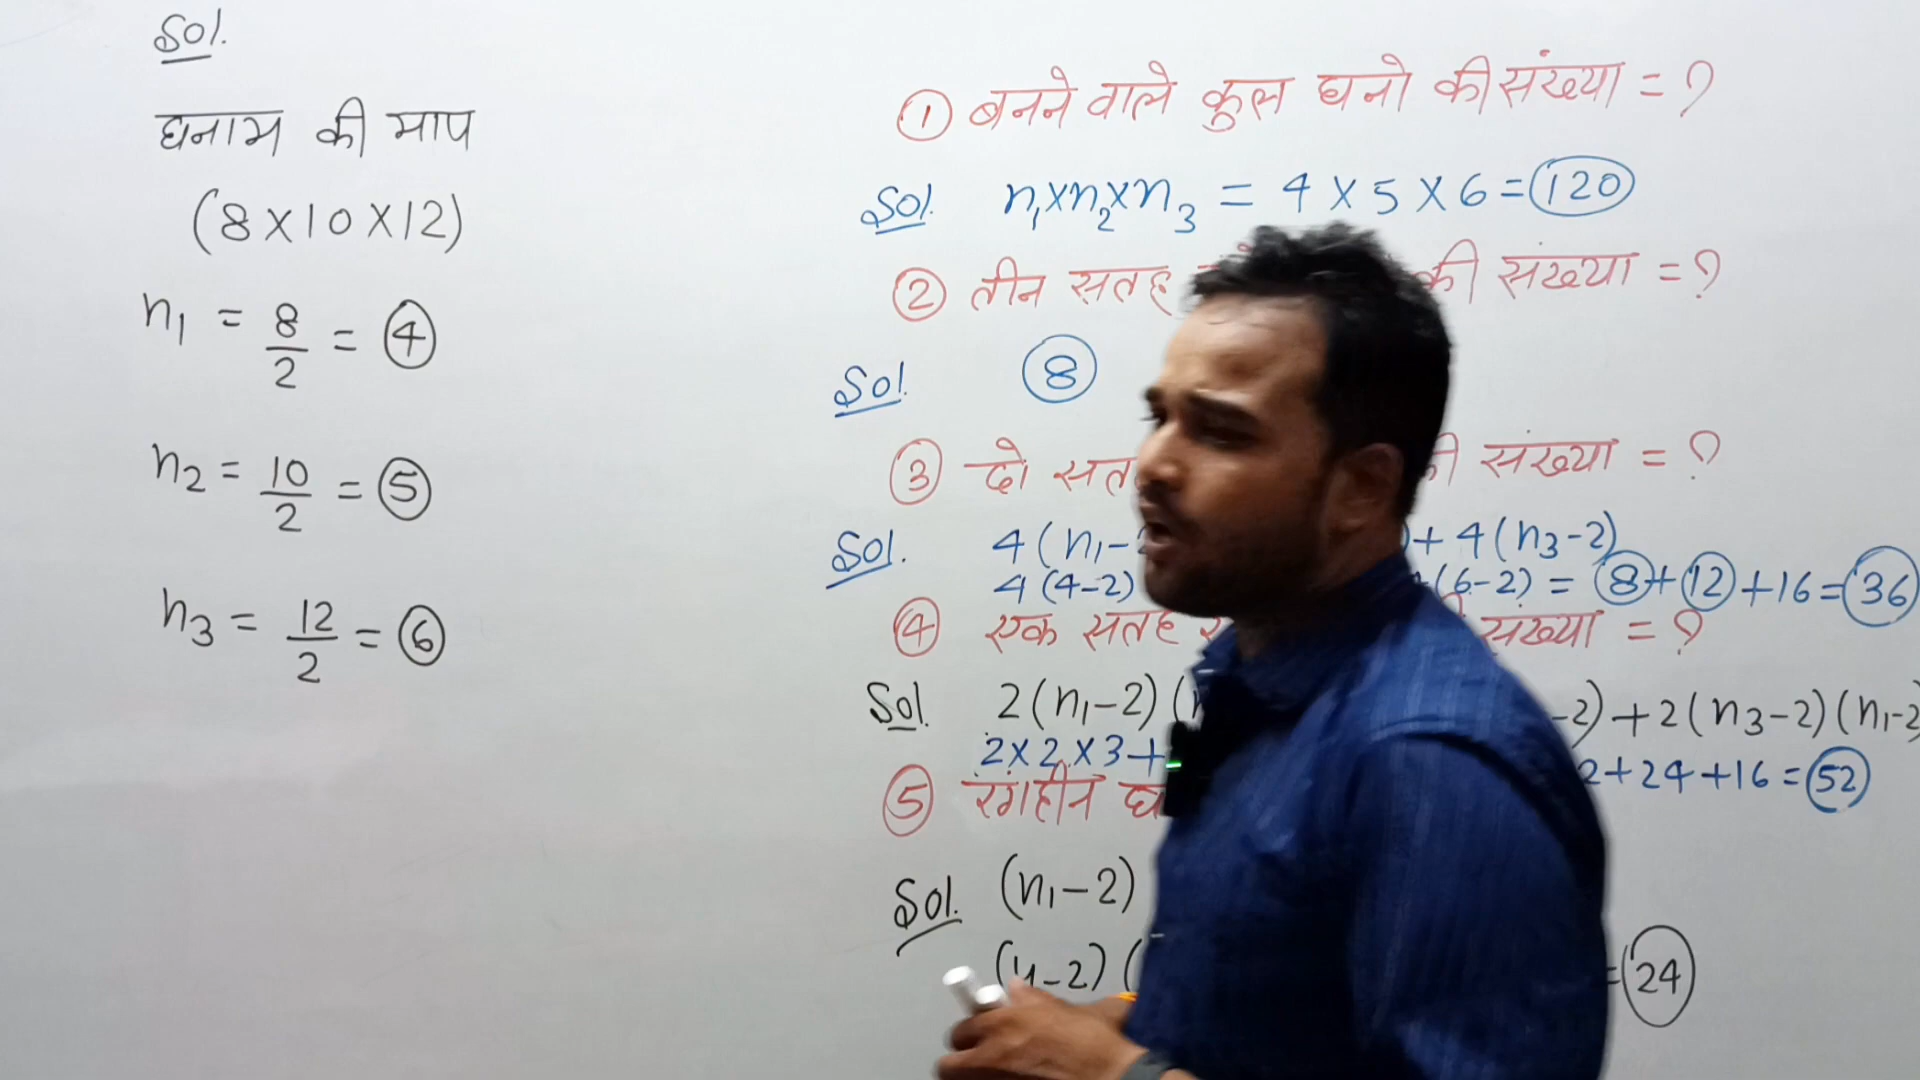 Sol.
घनाभ की माप
(8×10×12)
n₁ = 8/2 = 4
n₂ = 10/2 = 5
n₃ = 12/2 = 6
① बनने वाले कुल घनो की संख्या = ?
Sol. n₁×n₂×n₃ = 4×5×6 = 120
② तीन सतह की संख्या = ?
Sol. 8
③ दो संख्या = ?
Sol. 4(n₁-2 )+4(n₃-2)
4(4-2) (6-2) = 8+12+16=36
④ एक सतह संख्या = ?
Sol. 2(n₁-2)( -2)+2(n₃-2)(n₁-2
2×2×3+ 2+24+16=52
⑤ रंगहीन
Sol. (n₁-2)
(4-2)( =24